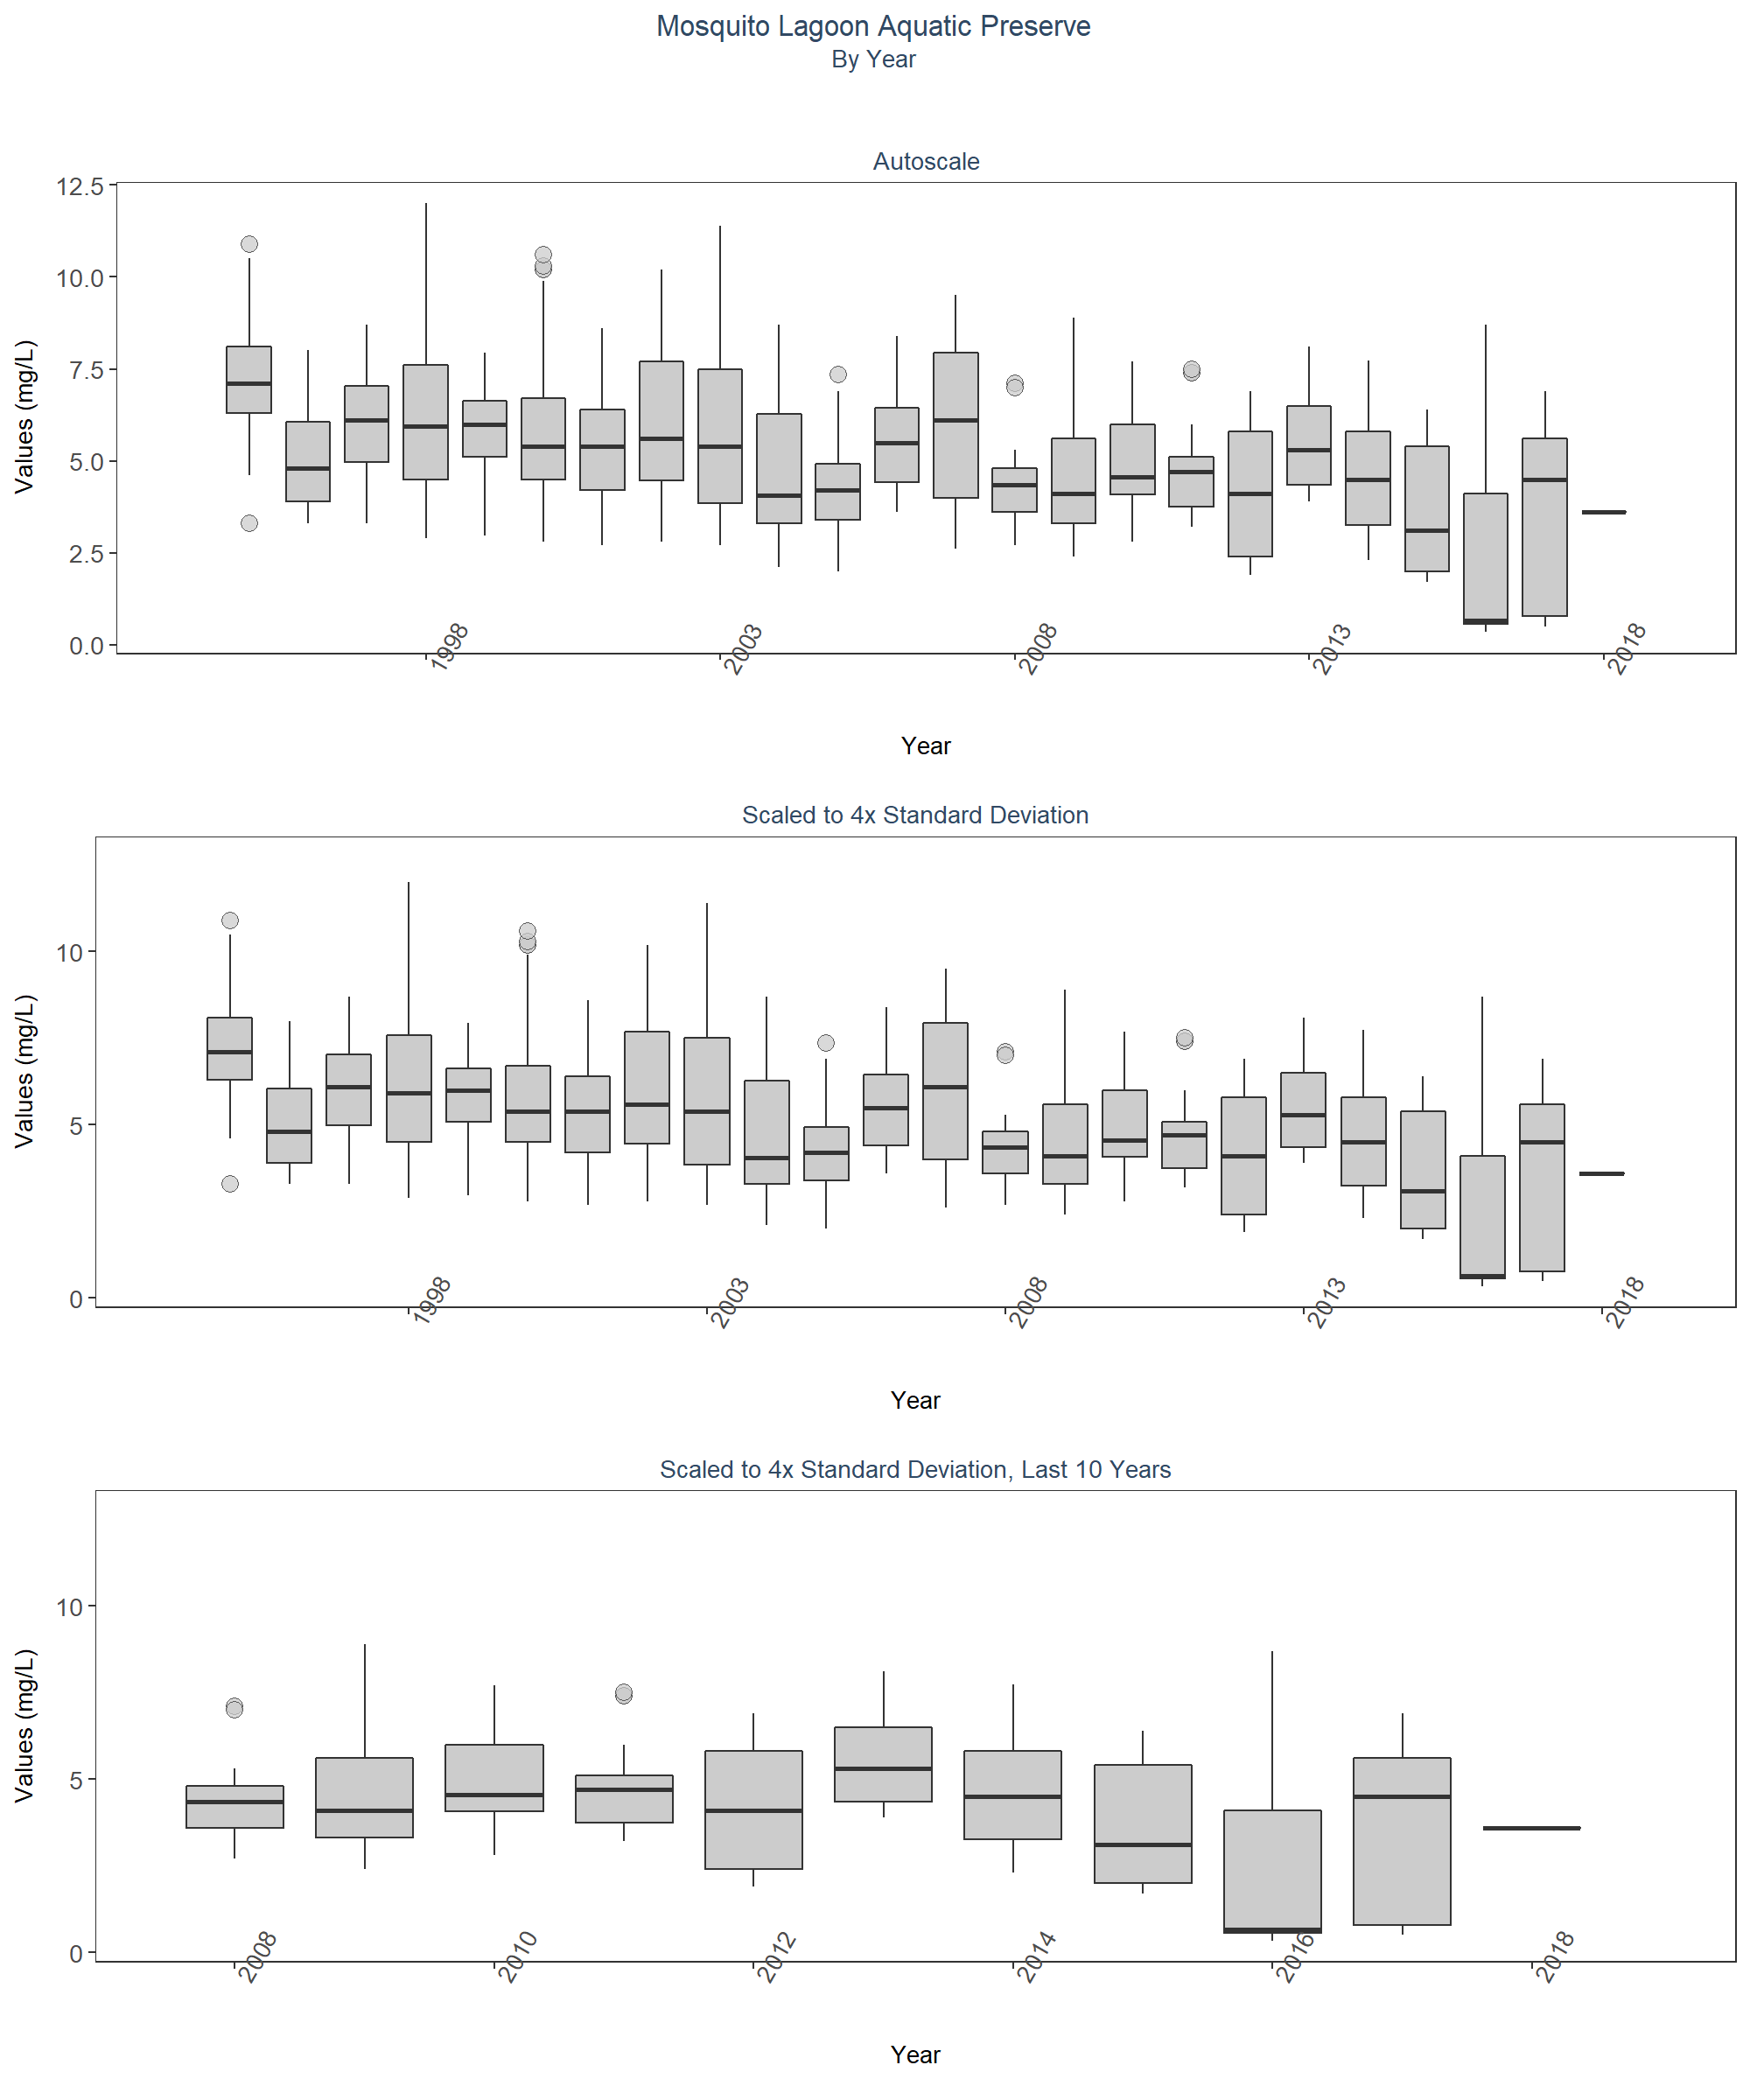 Mosquito Lagoon Aquatic Preserve
By Year
Autoscale
12.5
10.0
7.5
5.0
2.5
0.0
Values (mg/L)
1998
2003
2008
2013
2018
Year
Scaled to 4x Standard Deviation
10
5
0
Values (mg/L)
1998
2003
2008
2013
2018
Year
Scaled to 4x Standard Deviation, Last 10 Years
10
5
0
Values (mg/L)
2008
2010
2012
2014
2016
2018
Year